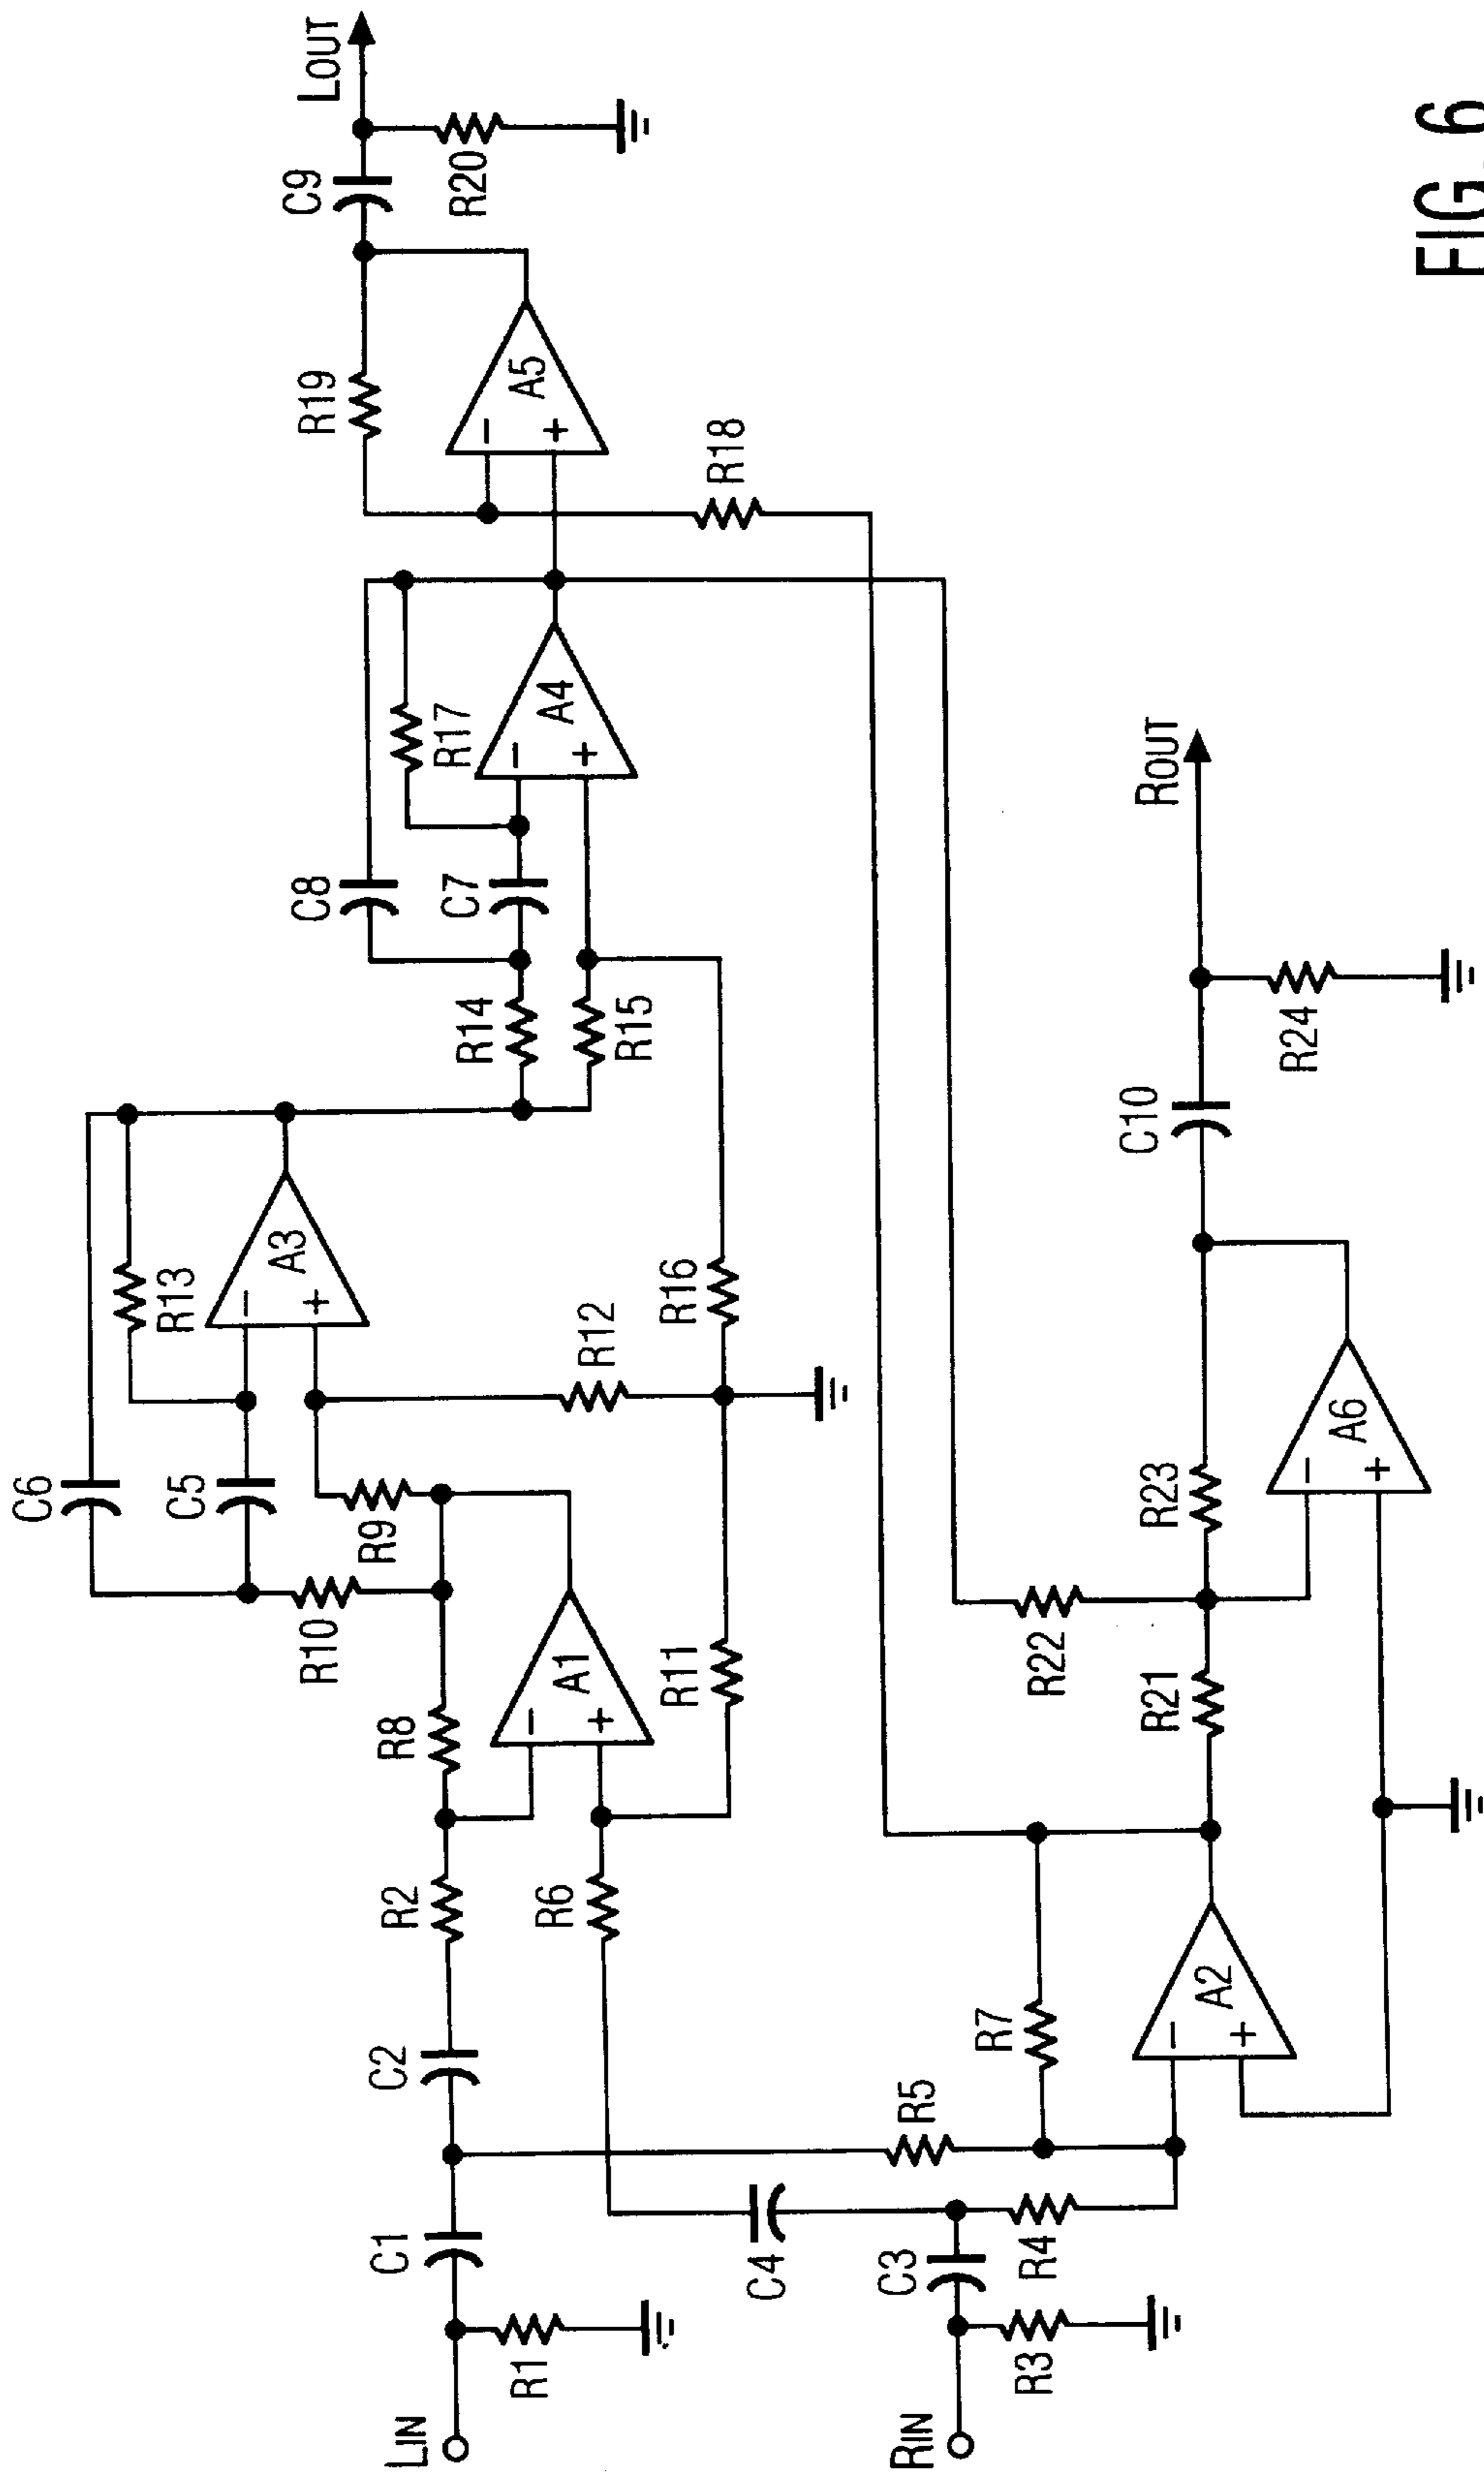 C6
R13
C5
A3
R10
R9
C8
R17
C7
R14
A4
R15
R19
C9
LOUT
A5
R20
LIN
C1
C2
R2
R8
R1
R6
A1
R12
R11
R16
R18
C4
RIN
C3
R5
R3
R4
R7
A2
R22
R21
R23
A6
C10
ROUT
R24
- + - + - + - + - + - +
FIG. 6